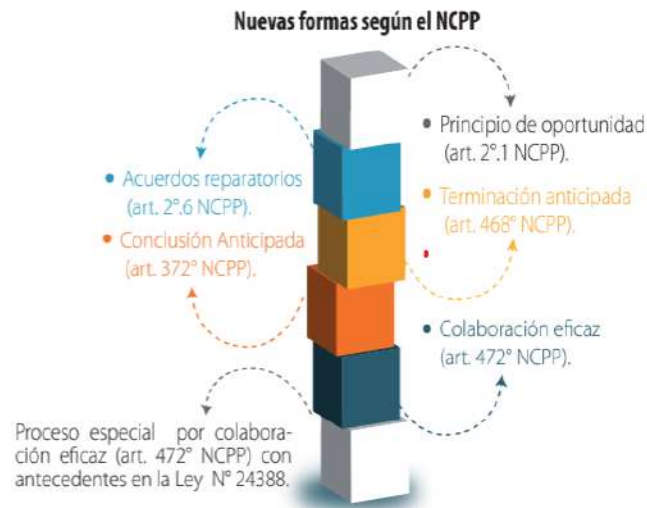 Nuevas formas según el NCPP
• Principio de oportunidad
(art. 2°.1 NCPP).
• Acuerdos reparatorios
(art. 2°.6 NCPP).
• Terminación anticipada
(art. 468° NCPP).
• Conclusión Anticipada
(art. 372° NCPP).
•
• Colaboración eficaz
(art. 472° NCPP).
Proceso especial por colabora-
ción eficaz (art. 472° NCPP) con
antecedentes en la Ley N° 24388.